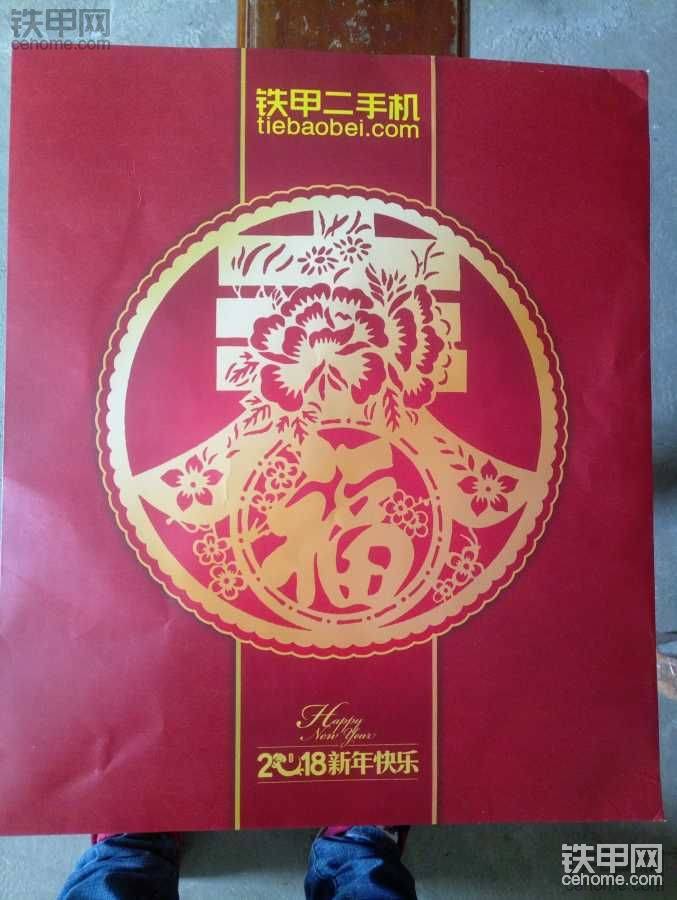 铁甲网
cehome.com
铁甲二手机
tiebaobei.com
春
福
Happy
New Year
2018新年快乐
铁甲网
cehome.com